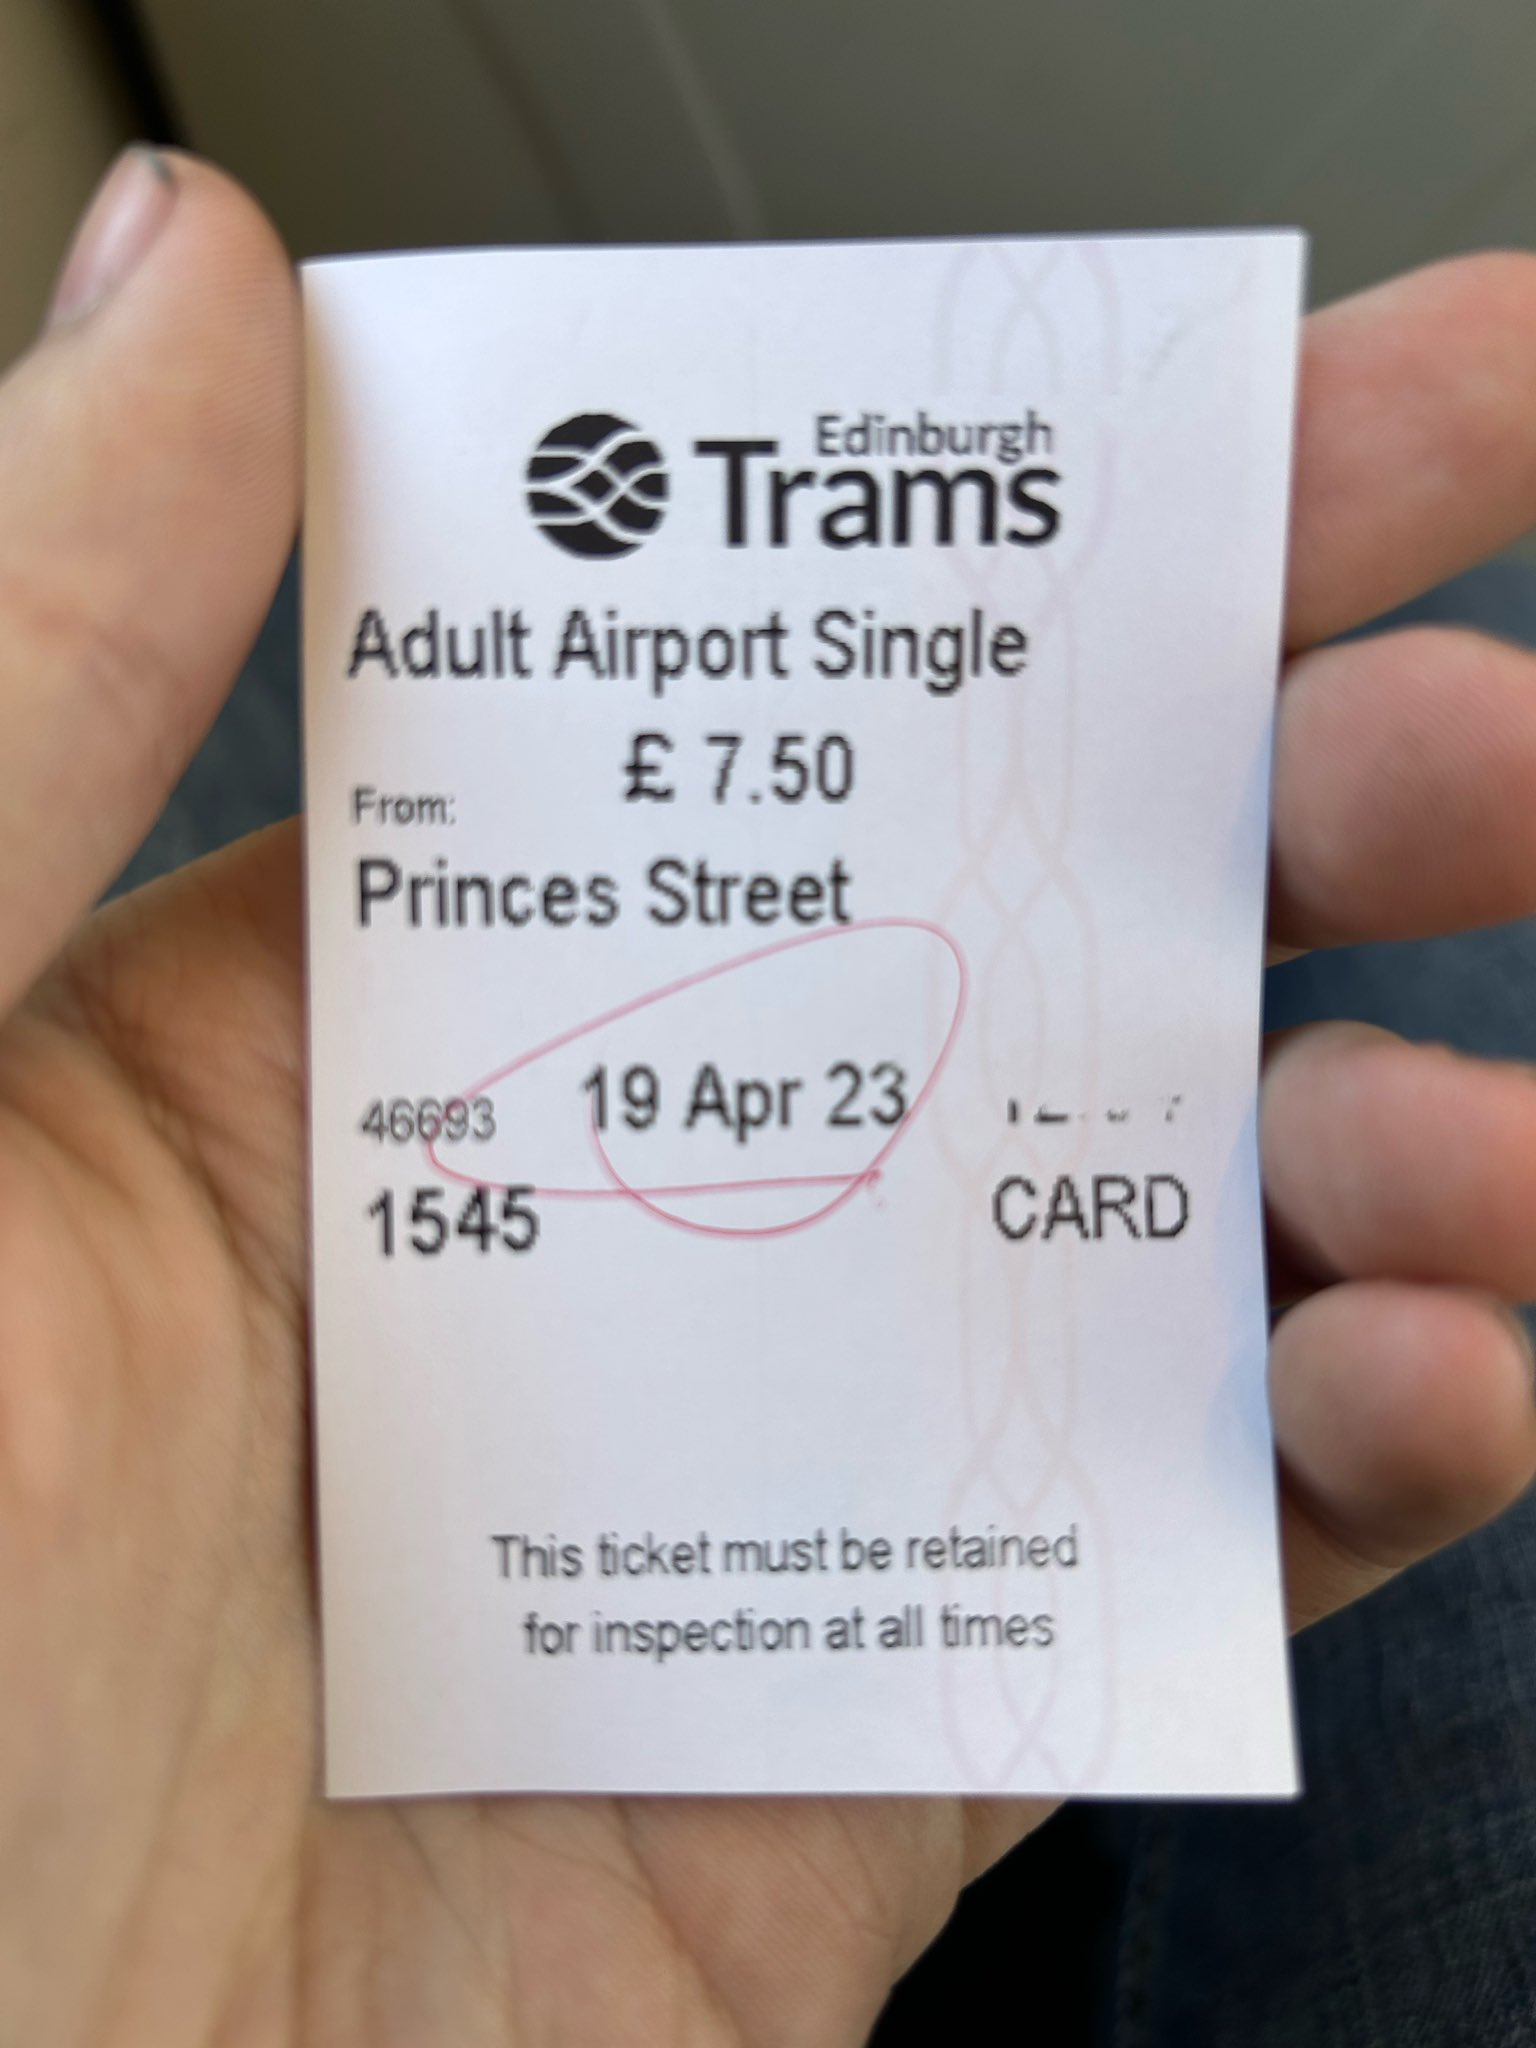 Edinburgh
Trams
Adult Airport Single
£ 7.50
From:
Princes Street
46693 19 Apr 23
1545 CARD
This ticket must be retained
for inspection at all times